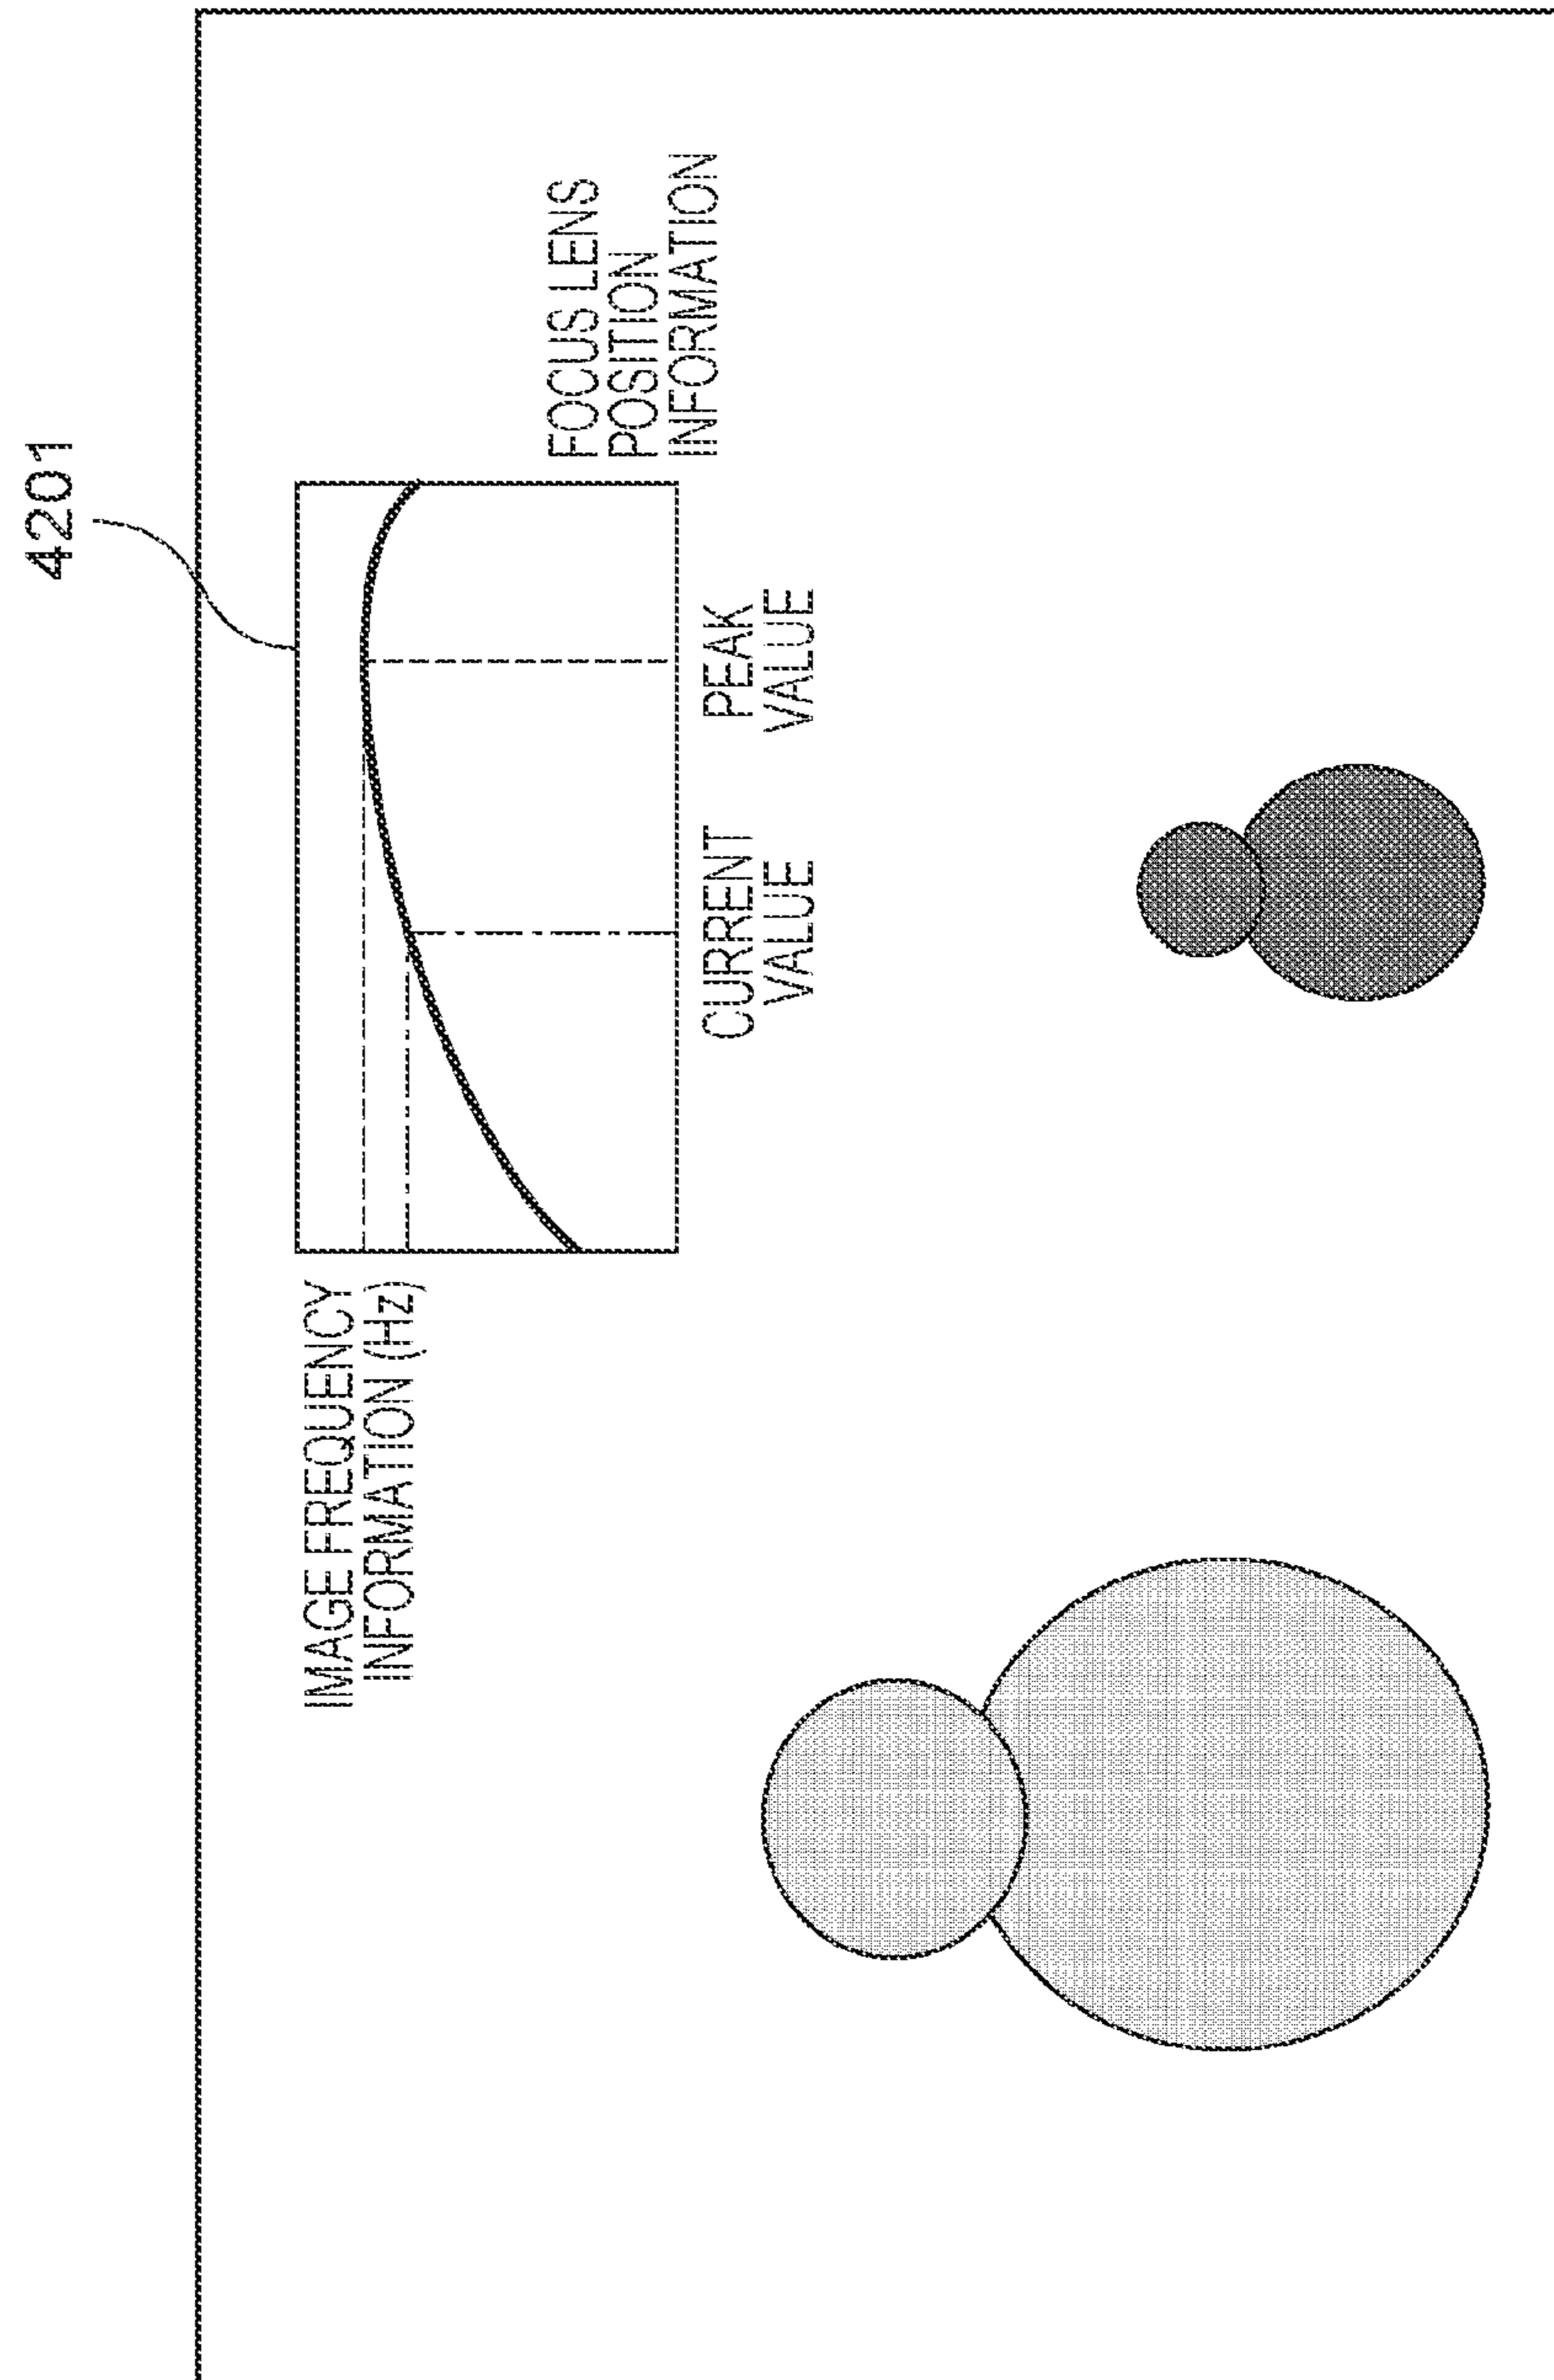 4201
IMAGE FREQUENCY
INFORMATION (Hz)
FOCUS LENS
POSITION
INFORMATION
CURRENT
VALUE
PEAK
VALUE